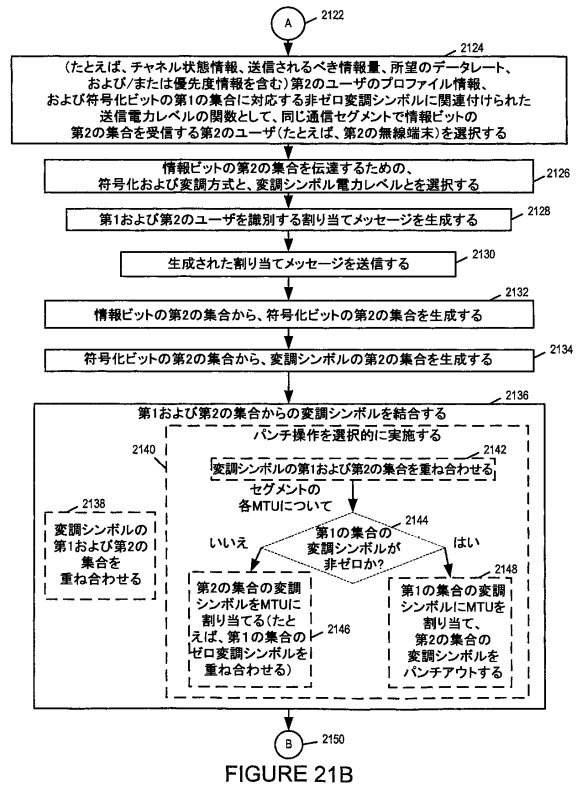 A
2122
2124
(たとえば、チャネル状態情報、送信されるべき情報量、所望のデータレート、
および/または優先度情報を含む)第2のユーザのプロファイル情報、
および符号化ビットの第1の集合に対応する非ゼロ変調シンボルに関連付けられた
送信電力レベルの関数として、同じ通信セグメントで情報ビットの
第2の集合を受信する第2のユーザ(たとえば、第2の無線端末)を選択する
情報ビットの第2の集合を伝達するための、
符号化および変調方式と、変調シンボル電力レベルとを選択する
2126
第1および第2のユーザを識別する割り当てメッセージを生成する
2128
生成された割り当てメッセージを送信する
2130
2132
情報ビットの第2の集合から、符号化ビットの第2の集合を生成する
符号化ビットの第2の集合から、変調シンボルの第2の集合を生成する
2134
2136
第1および第2の集合からの変調シンボルを結合する
パンチ操作を選択的に実施する
2140
2142
変調シンボルの第1および第2の集合を重ね合わせる
セグメントの
各MTUについて
2138
変調シンボルの
第1および第2の
集合を
重ね合わせる
2144
第1の集合の
変調シンボルが
非ゼロか?
いいえ
はい
第2の集合の変調
シンボルをMTUに
割り当てる(たと
えば、第1の集合の
ゼロ変調シンボルを
重ね合わせる)
2146
2148
第1の集合の変調
シンボルにMTUを
割り当て、
第2の集合の
変調シンボルを
パンチアウトする
B
2150
FIGURE 21B